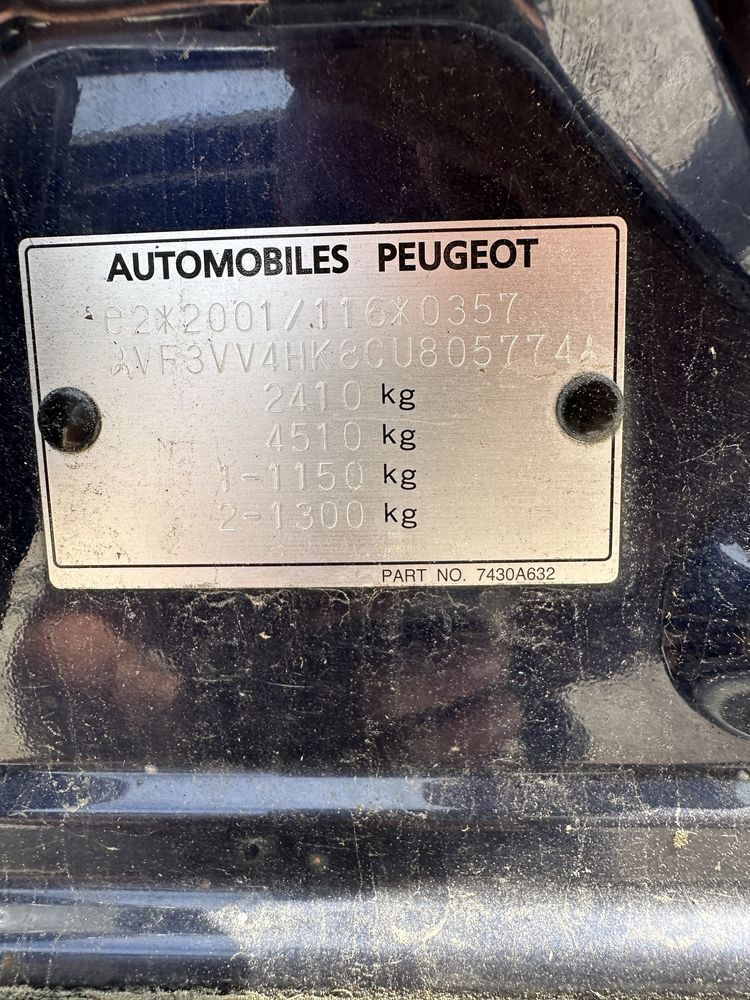 AUTOMOBILES PEUGEOT
e2*2001/116*0357
VF3VV4HK8CU805774
2410 kg
4510 kg
1-1150 kg
2-1300 kg
PART NO. 7430A632